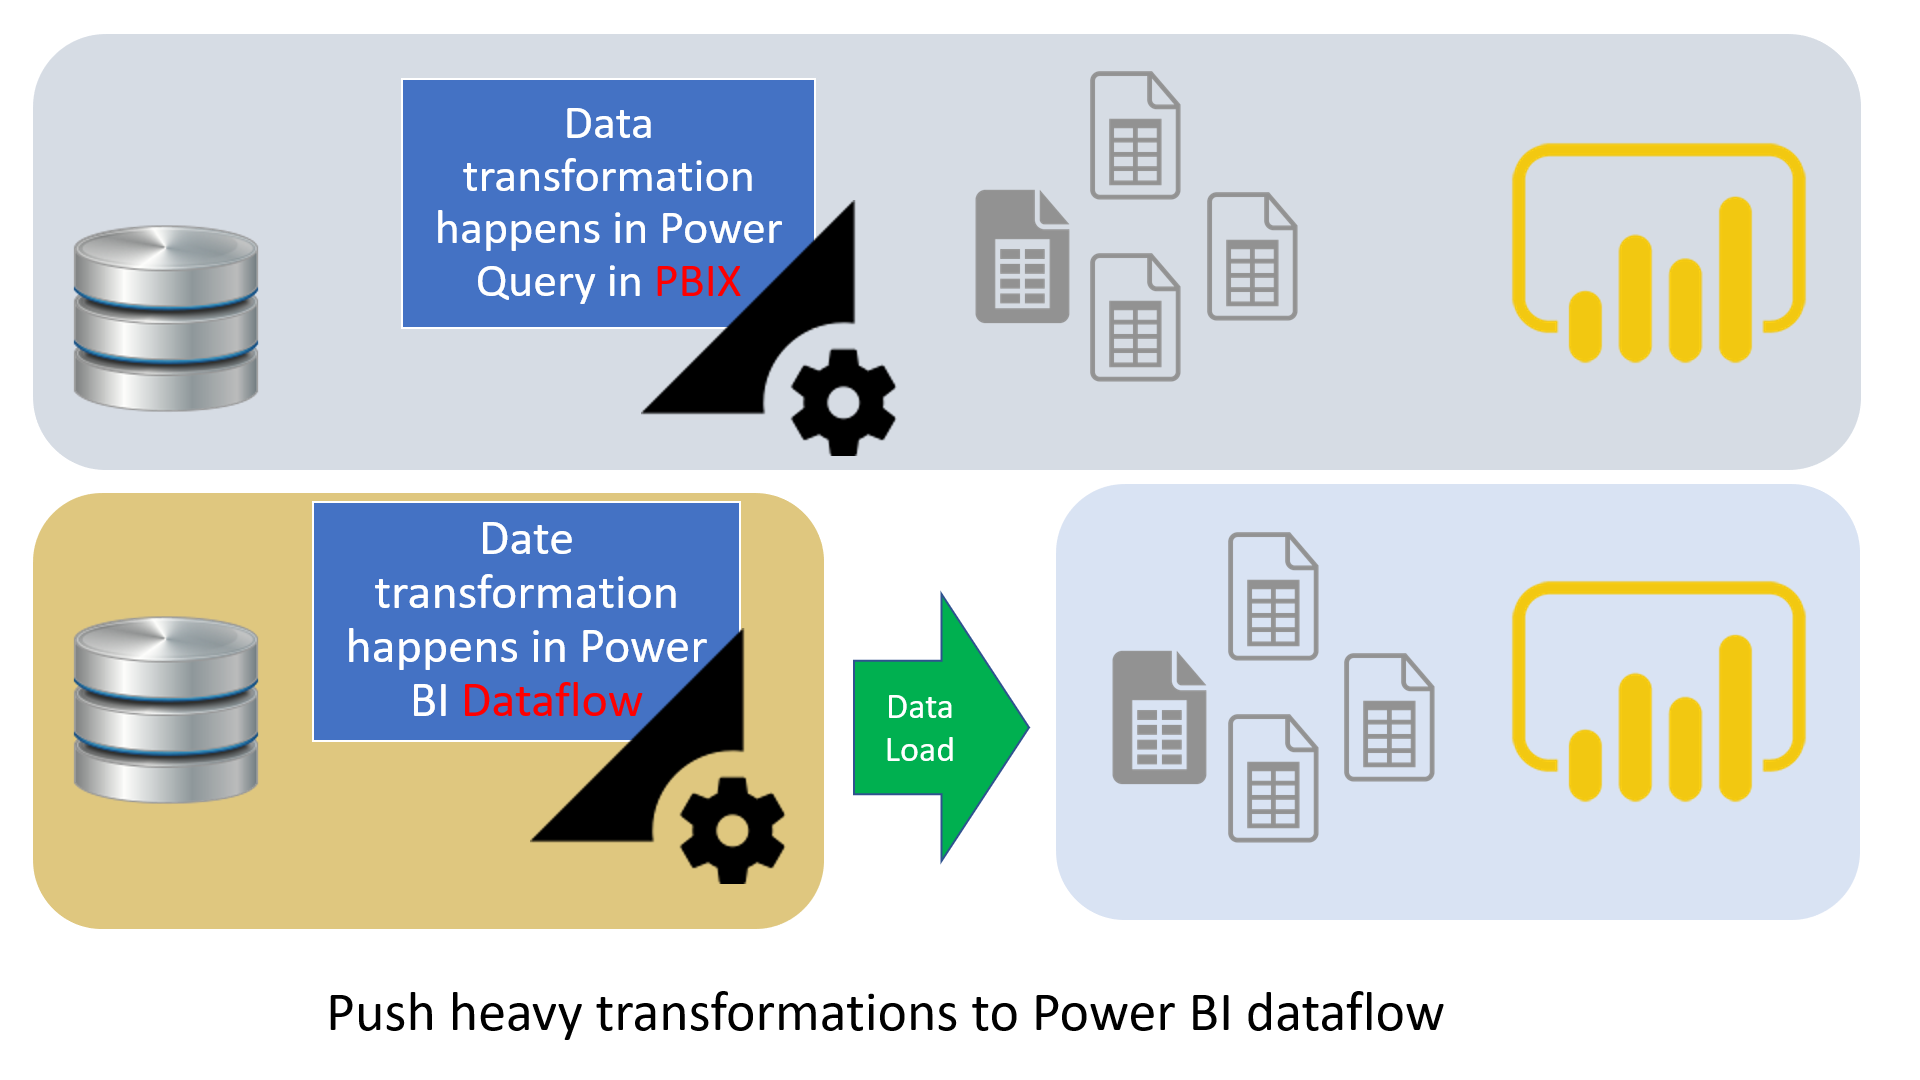 Data
transformation
happens in Power
Query in PBIX
Date
transformation
happens in Power
BI Dataflow
Data
Load
Push heavy transformations to Power BI dataflow